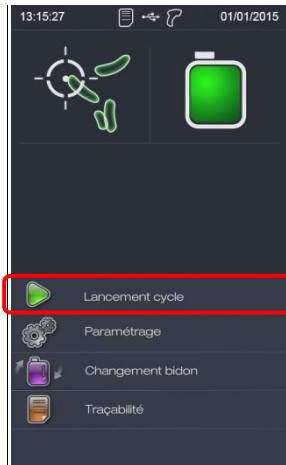 13:15:27 01/01/2015
Lancement cycle
Paramétrage
Changement bidon
Traçabilité